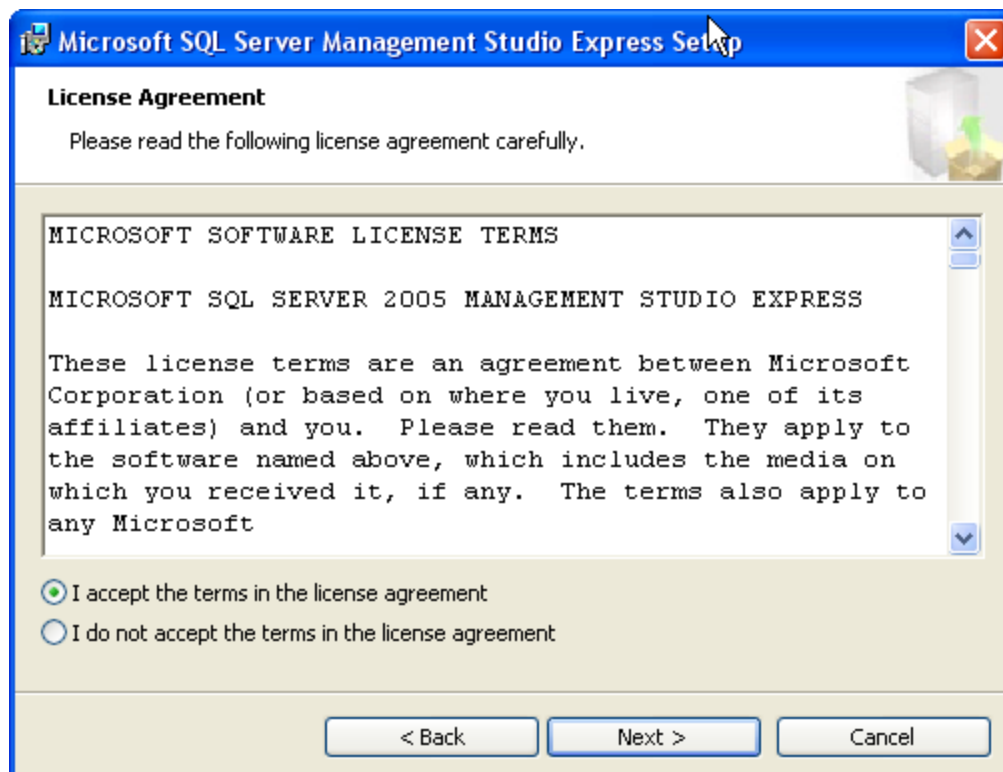 Microsoft SQL Server Management Studio Express Setup
License Agreement
Please read the following license agreement carefully.
MICROSOFT SOFTWARE LICENSE TERMS
MICROSOFT SQL SERVER 2005 MANAGEMENT STUDIO EXPRESS
These license terms are an agreement between Microsoft
Corporation (or based on where you live, one of its
affiliates) and you.  Please read them.  They apply to
the software named above, which includes the media on
which you received it, if any.  The terms also apply to
any Microsoft
I accept the terms in the license agreement
I do not accept the terms in the license agreement
< Back Next > Cancel